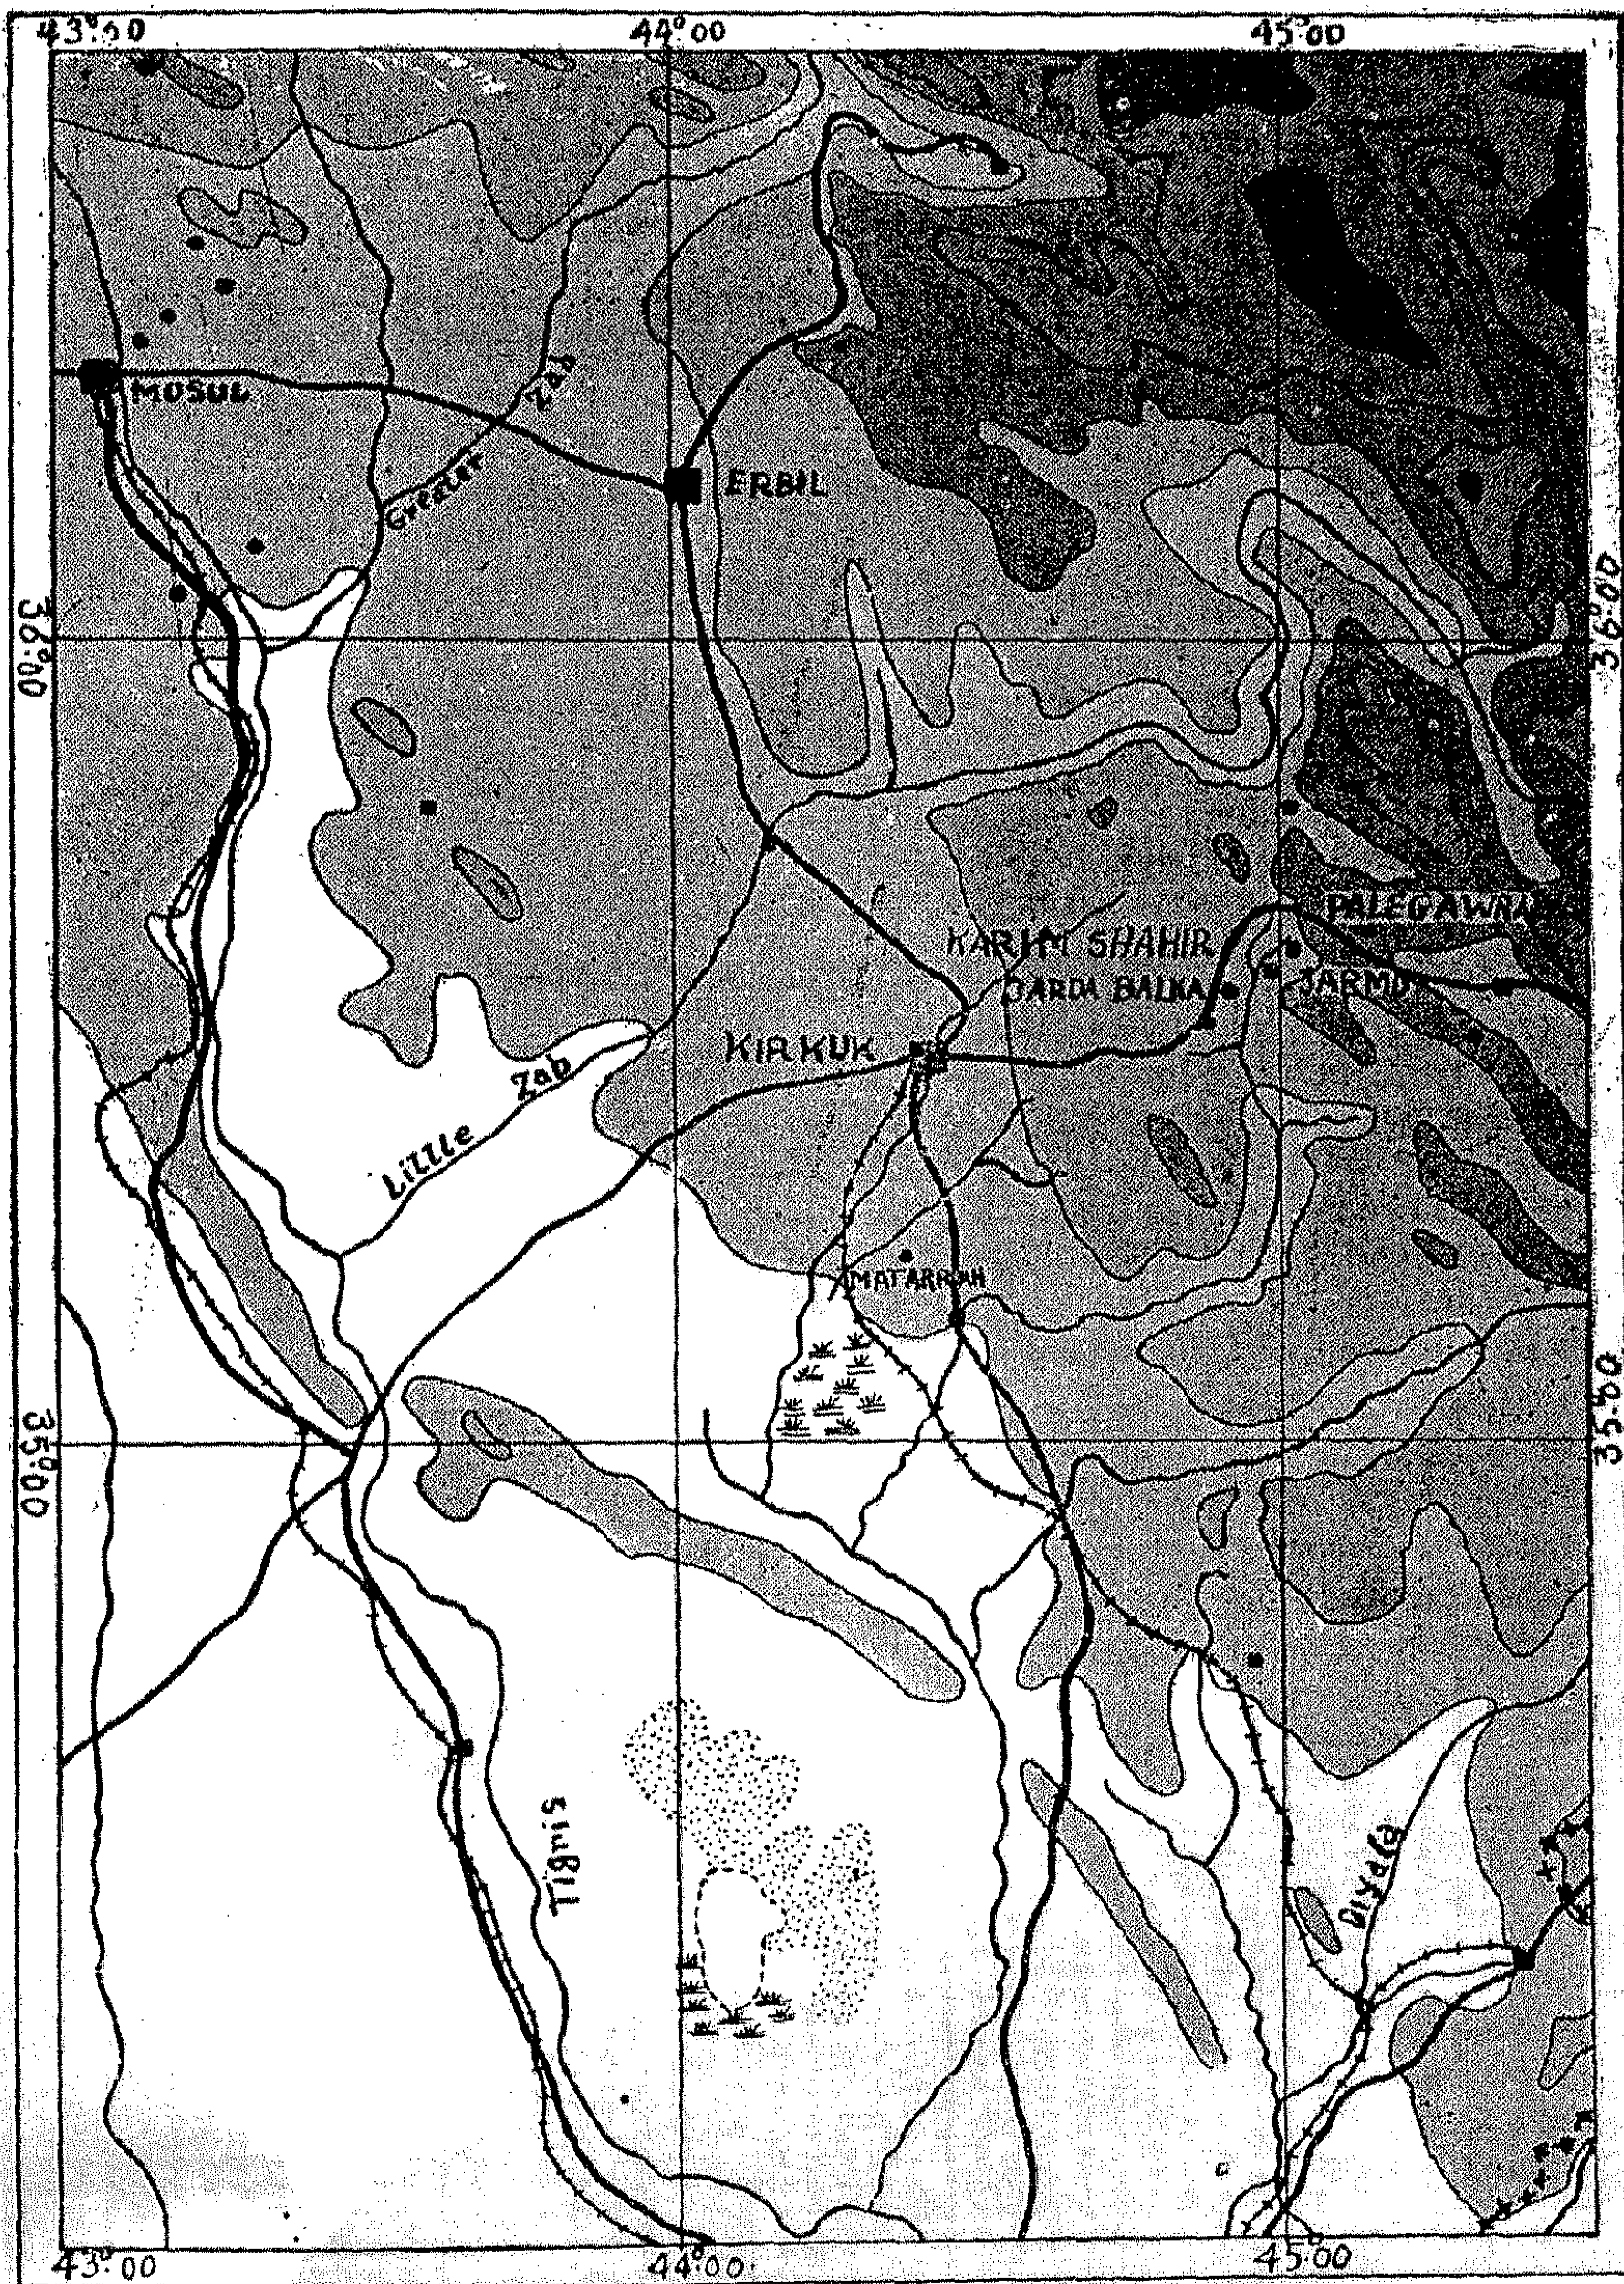 43°00
44°00
45°00
MOSUL
Zab
Greater
ERBIL
36°00
36°00
PALEGAWRA
KARIM SHAHIR
BARDA BALKA
JARMO
KIRKUK
Zab
Little
MATARRAH
35°00
35°00
Tigris
Diyala
43°00
44°00
45°00